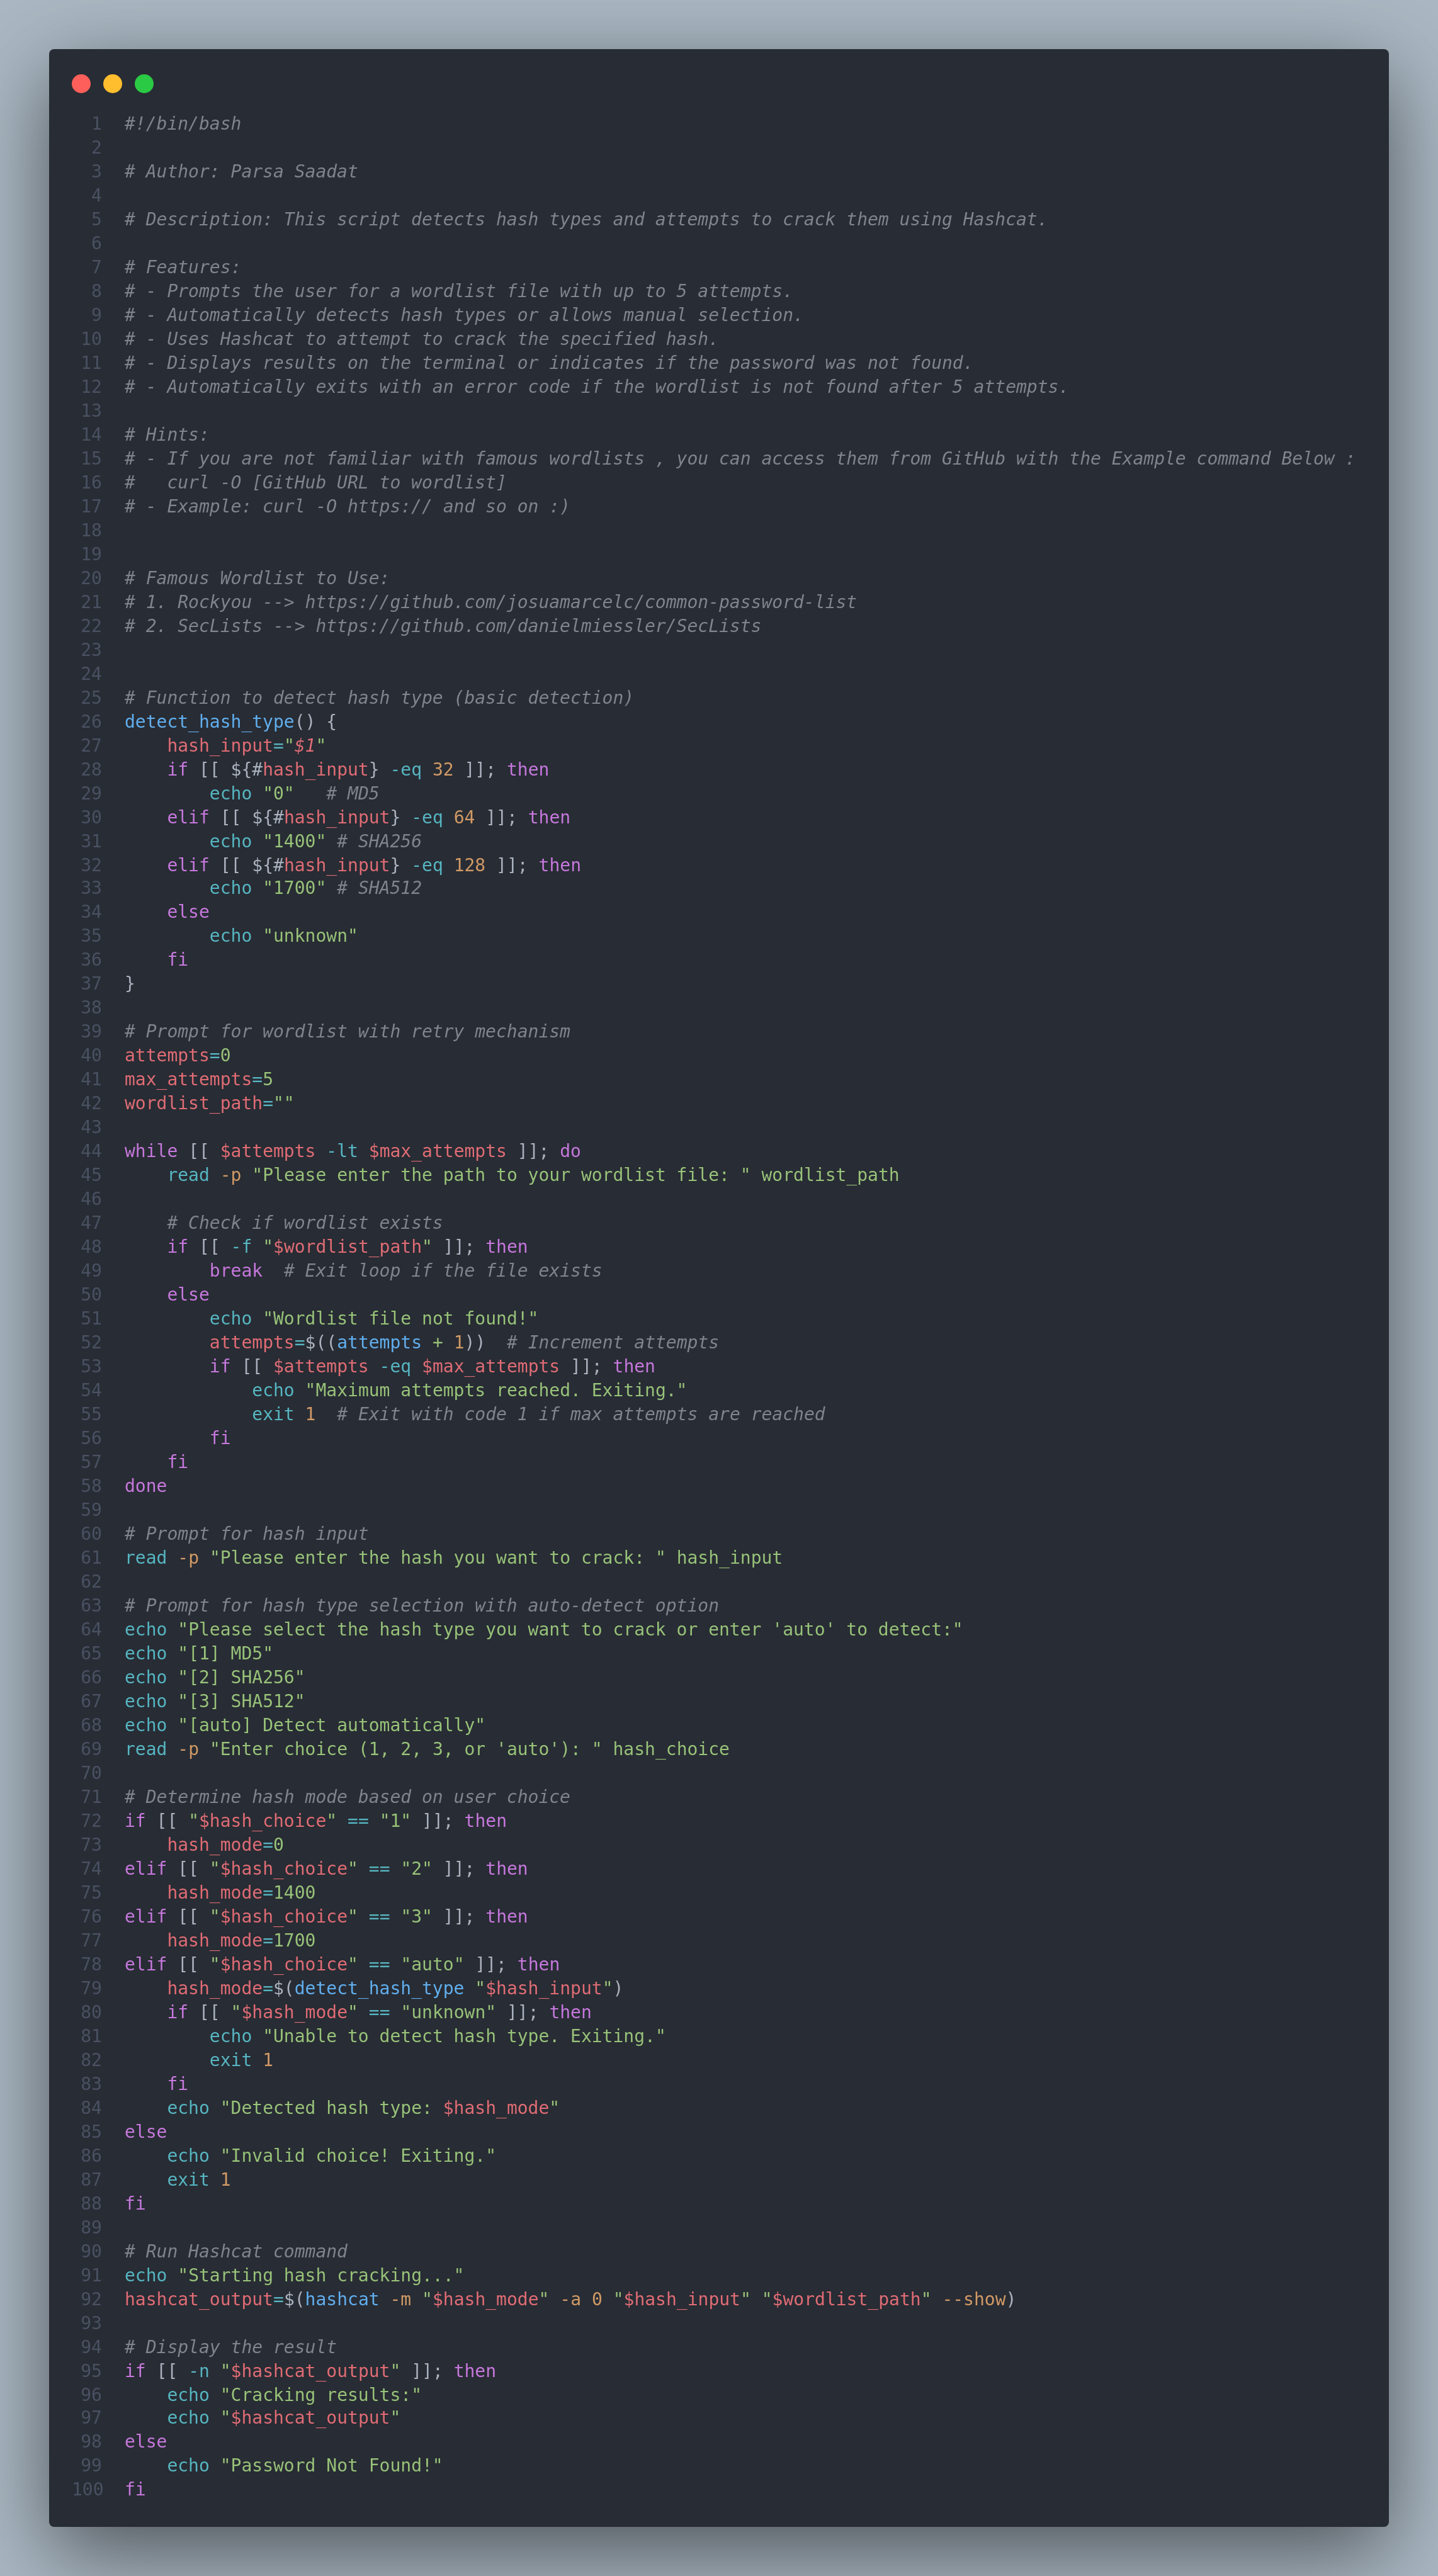 1 #!/bin/bash
2
3 # Author: Parsa Saadat
4
5 # Description: This script detects hash types and attempts to crack them using Hashcat.
6
7 # Features:
8 # - Prompts the user for a wordlist file with up to 5 attempts.
9 # - Automatically detects hash types or allows manual selection.
10 # - Uses Hashcat to attempt to crack the specified hash.
11 # - Displays results on the terminal or indicates if the password was not found.
12 # - Automatically exits with an error code if the wordlist is not found after 5 attempts.
13
14 # Hints:
15 # - If you are not familiar with famous wordlists , you can access them from GitHub with the Example command Below :
16 #   curl -O [GitHub URL to wordlist]
17 # - Example: curl -O https:// and so on :)
18
19
20 # Famous Wordlist to Use:
21 # 1. Rockyou --> https://github.com/josuamarcelc/common-password-list
22 # 2. SecLists --> https://github.com/danielmiessler/SecLists
23
24
25 # Function to detect hash type (basic detection)
26 detect_hash_type() {
27     hash_input="$1"
28     if [[ ${#hash_input} -eq 32 ]]; then
29         echo "0"   # MD5
30     elif [[ ${#hash_input} -eq 64 ]]; then
31         echo "1400" # SHA256
32     elif [[ ${#hash_input} -eq 128 ]]; then
33         echo "1700" # SHA512
34     else
35         echo "unknown"
36     fi
37 }
38
39 # Prompt for wordlist with retry mechanism
40 attempts=0
41 max_attempts=5
42 wordlist_path=""
43
44 while [[ $attempts -lt $max_attempts ]]; do
45     read -p "Please enter the path to your wordlist file: " wordlist_path
46
47     # Check if wordlist exists
48     if [[ -f "$wordlist_path" ]]; then
49         break  # Exit loop if the file exists
50     else
51         echo "Wordlist file not found!"
52         attempts=$((attempts + 1))  # Increment attempts
53         if [[ $attempts -eq $max_attempts ]]; then
54             echo "Maximum attempts reached. Exiting."
55             exit 1  # Exit with code 1 if max attempts are reached
56         fi
57     fi
58 done
59
60 # Prompt for hash input
61 read -p "Please enter the hash you want to crack: " hash_input
62
63 # Prompt for hash type selection with auto-detect option
64 echo "Please select the hash type you want to crack or enter 'auto' to detect:"
65 echo "[1] MD5"
66 echo "[2] SHA256"
67 echo "[3] SHA512"
68 echo "[auto] Detect automatically"
69 read -p "Enter choice (1, 2, 3, or 'auto'): " hash_choice
70
71 # Determine hash mode based on user choice
72 if [[ "$hash_choice" == "1" ]]; then
73     hash_mode=0
74 elif [[ "$hash_choice" == "2" ]]; then
75     hash_mode=1400
76 elif [[ "$hash_choice" == "3" ]]; then
77     hash_mode=1700
78 elif [[ "$hash_choice" == "auto" ]]; then
79     hash_mode=$(detect_hash_type "$hash_input")
80     if [[ "$hash_mode" == "unknown" ]]; then
81         echo "Unable to detect hash type. Exiting."
82         exit 1
83     fi
84     echo "Detected hash type: $hash_mode"
85 else
86     echo "Invalid choice! Exiting."
87     exit 1
88 fi
89
90 # Run Hashcat command
91 echo "Starting hash cracking..."
92 hashcat_output=$(hashcat -m "$hash_mode" -a 0 "$hash_input" "$wordlist_path" --show)
93
94 # Display the result
95 if [[ -n "$hashcat_output" ]]; then
96     echo "Cracking results:"
97     echo "$hashcat_output"
98 else
99     echo "Password Not Found!"
100 fi